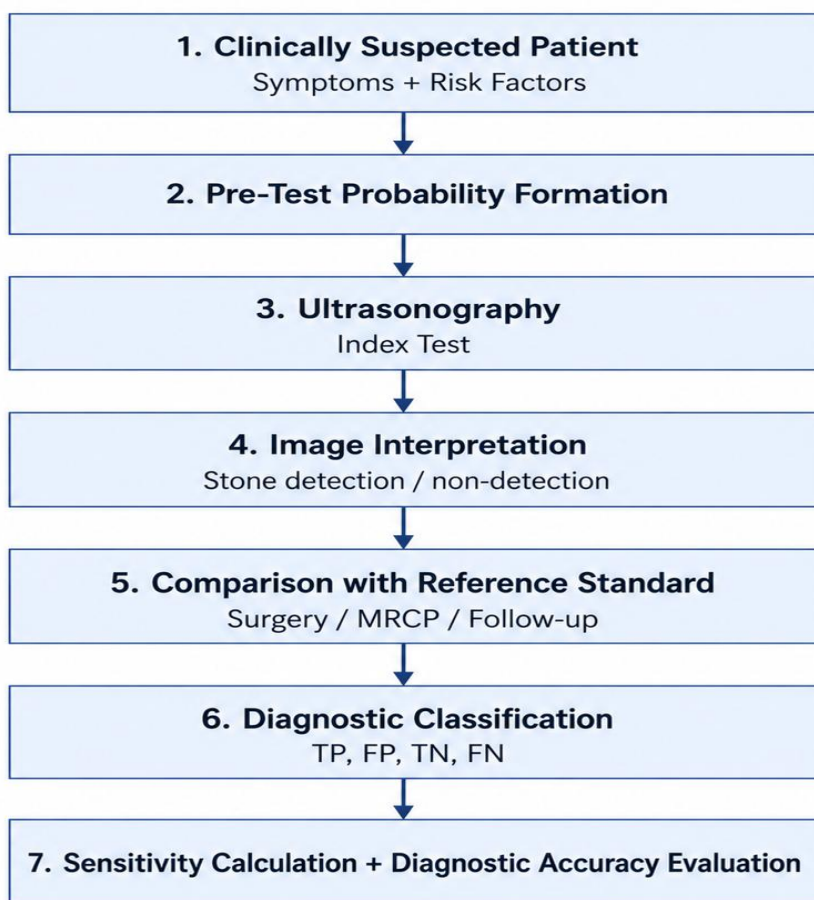 1. Clinically Suspected Patient
Symptoms + Risk Factors
2. Pre-Test Probability Formation
3. Ultrasonography
Index Test
4. Image Interpretation
Stone detection / non-detection
5. Comparison with Reference Standard
Surgery / MRCP / Follow-up
6. Diagnostic Classification
TP, FP, TN, FN
7. Sensitivity Calculation + Diagnostic Accuracy Evaluation